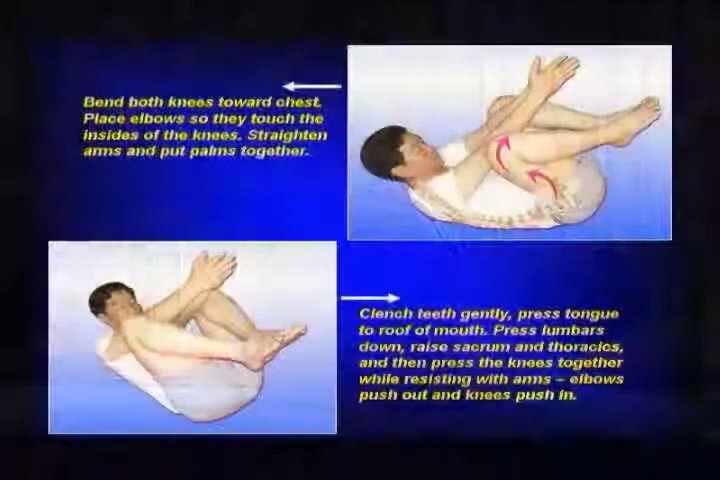 Bend both knees toward chest.
Place elbows so they touch the
insides of the knees. Straighten
arms and put palms together.
Clench teeth gently, press tongue
to roof of mouth. Press lumbars
down, raise sacrum and thoracics,
and then press the knees together
while resisting with arms – elbows
push out and knees push in.